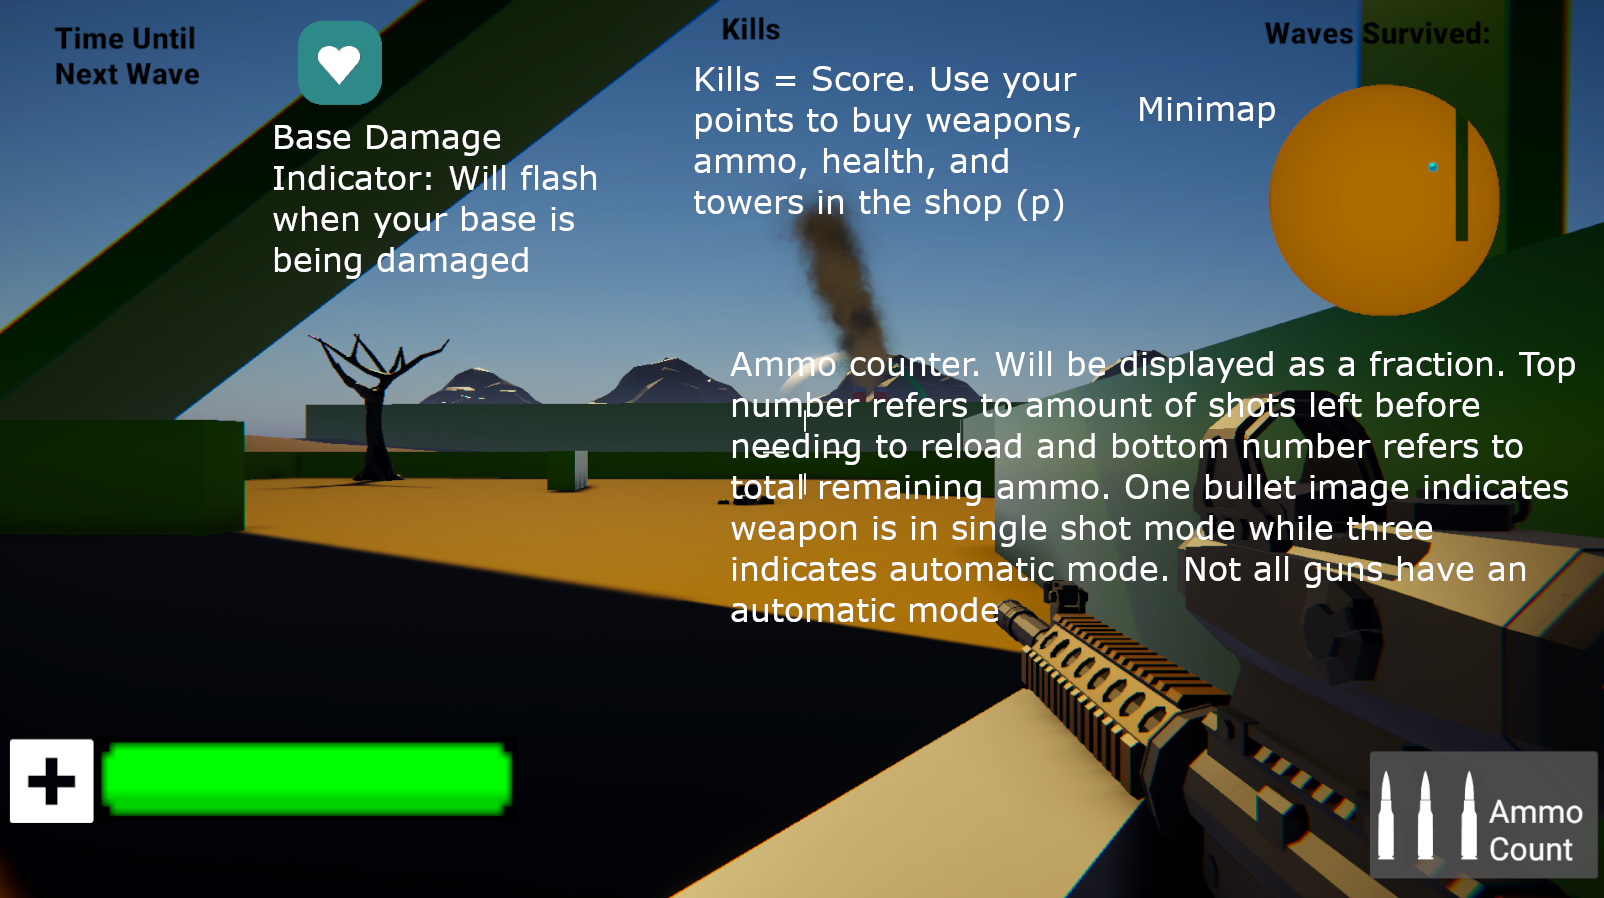 Time Until
Next Wave
Kills
Waves Survived:
Base Damage
Indicator: Will flash
when your base is
being damaged
Kills = Score. Use your
points to buy weapons,
ammo, health, and
towers in the shop (p)
Minimap
Ammo counter. Will be displayed as a fraction. Top
number refers to amount of shots left before
needing to reload and bottom number refers to
total remaining ammo. One bullet image indicates
weapon is in single shot mode while three
indicates automatic mode. Not all guns have an
automatic mode
Ammo
Count